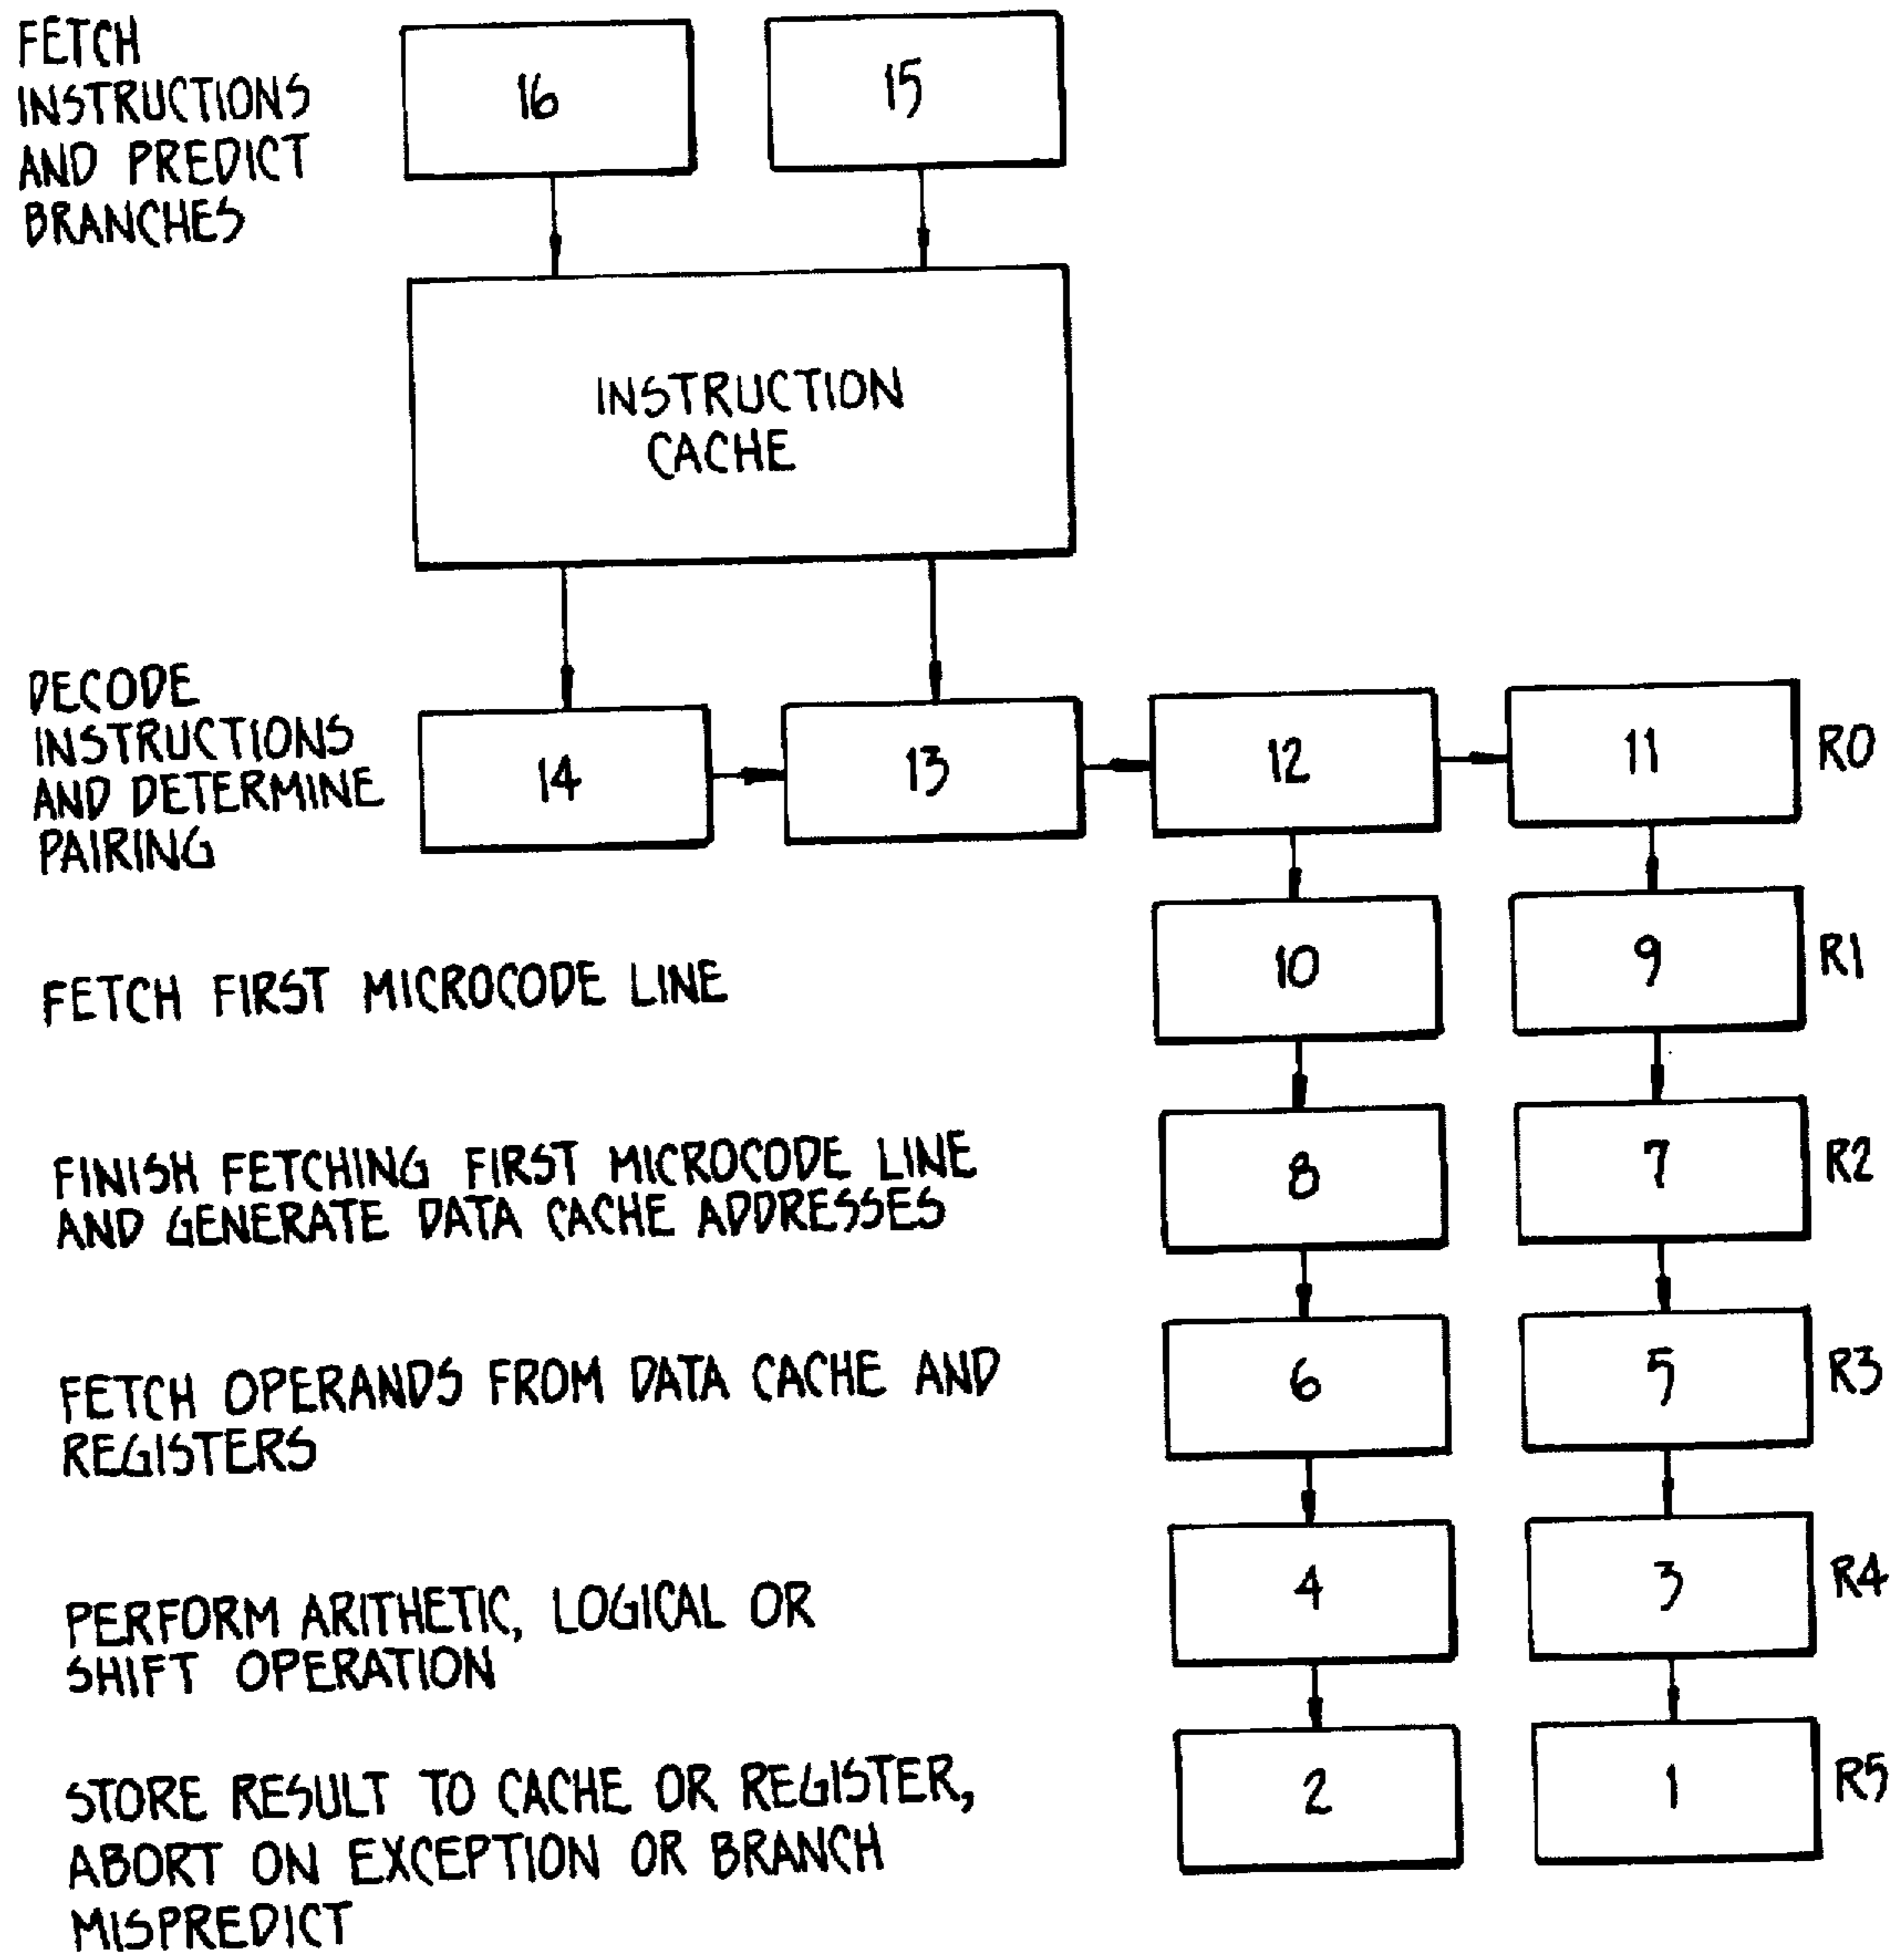 FETCH
INSTRUCTIONS
AND PREDICT
BRANCHES
16
15
INSTRUCTION
CACHE
DECODE
INSTRUCTIONS
AND DETERMINE
PAIRING
14
13
12
11
R0
FETCH FIRST MICROCODE LINE
10
9
R1
FINISH FETCHING FIRST MICROCODE LINE
AND GENERATE DATA CACHE ADDRESSES
8
7
R2
FETCH OPERANDS FROM DATA CACHE AND
REGISTERS
6
5
R3
PERFORM ARITHETIC, LOGICAL OR
SHIFT OPERATION
4
3
R4
STORE RESULT TO CACHE OR REGISTER,
ABORT ON EXCEPTION OR BRANCH
MISPREDICT
2
1
R5